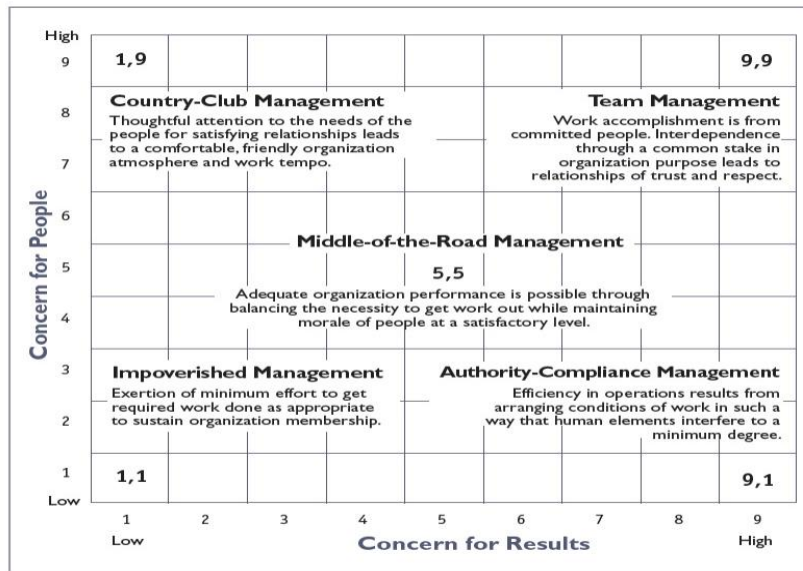 High
9
1,9
9,9
8
Country-Club Management
Thoughtful attention to the needs of the
people for satisfying relationships leads
to a comfortable, friendly organization
atmosphere and work tempo.
Team Management
Work accomplishment is from
committed people. Interdependence
through a common stake in
organization purpose leads to
relationships of trust and respect.
7
6
Concern for People
Middle-of-the-Road Management
5
5,5
Adequate organization performance is possible through
balancing the necessity to get work out while maintaining
morale of people at a satisfactory level.
4
3
Impoverished Management
Exertion of minimum effort to get
required work done as appropriate
to sustain organization membership.
Authority-Compliance Management
Efficiency in operations results from
arranging conditions of work in such a
way that human elements interfere to a
minimum degree.
2
1
Low
1,1
9,1
1 2 3 4 5 6 7 8 9
Low High
Concern for Results